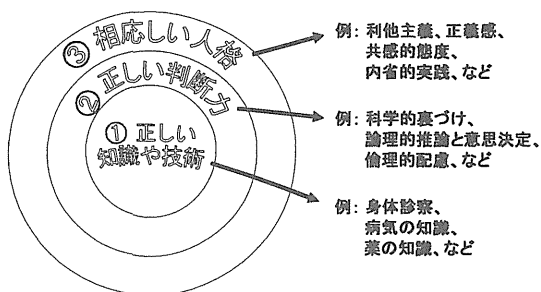 ③ 相応しい人格
② 正しい判断力
① 正しい
知識や技術
例: 利他主義、正義感、
共感的態度、
内省的実践、など
例: 科学的裏づけ、
論理的推論と意思決定、
倫理的配慮、など
例: 身体診察、
病気の知識、
薬の知識、など